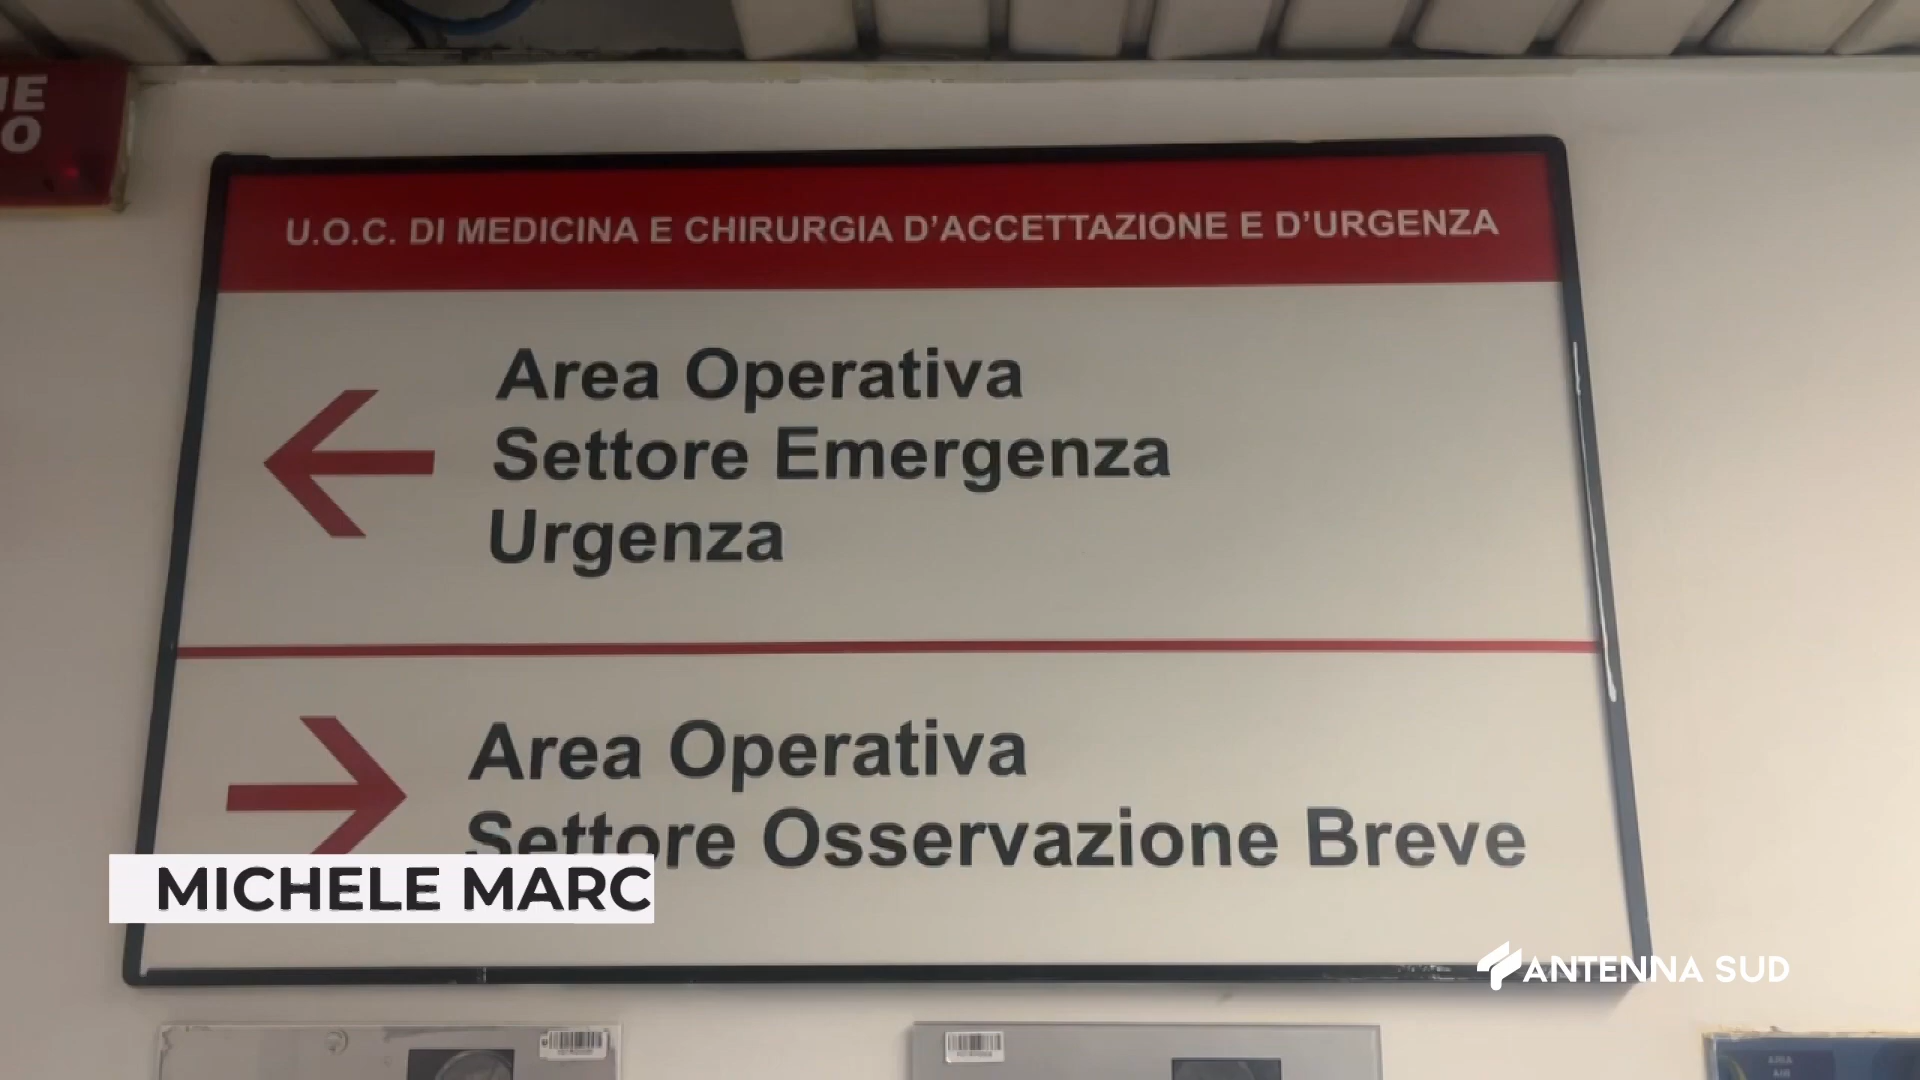 IE
O
U.O.C. DI MEDICINA E CHIRURGIA D'ACCETTAZIONE E D'URGENZA
Area Operativa
Settore Emergenza
Urgenza
Area Operativa
Settore Osservazione Breve
MICHELE MARC
ANTENNA SUD